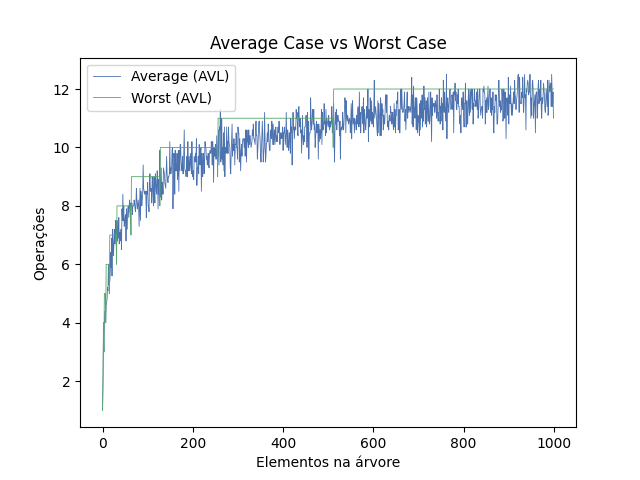 Average Case vs Worst Case
Average (AVL)
Worst (AVL)
12
10
8
6
4
2
Operações
0 200 400 600 800 1000
Elementos na árvore